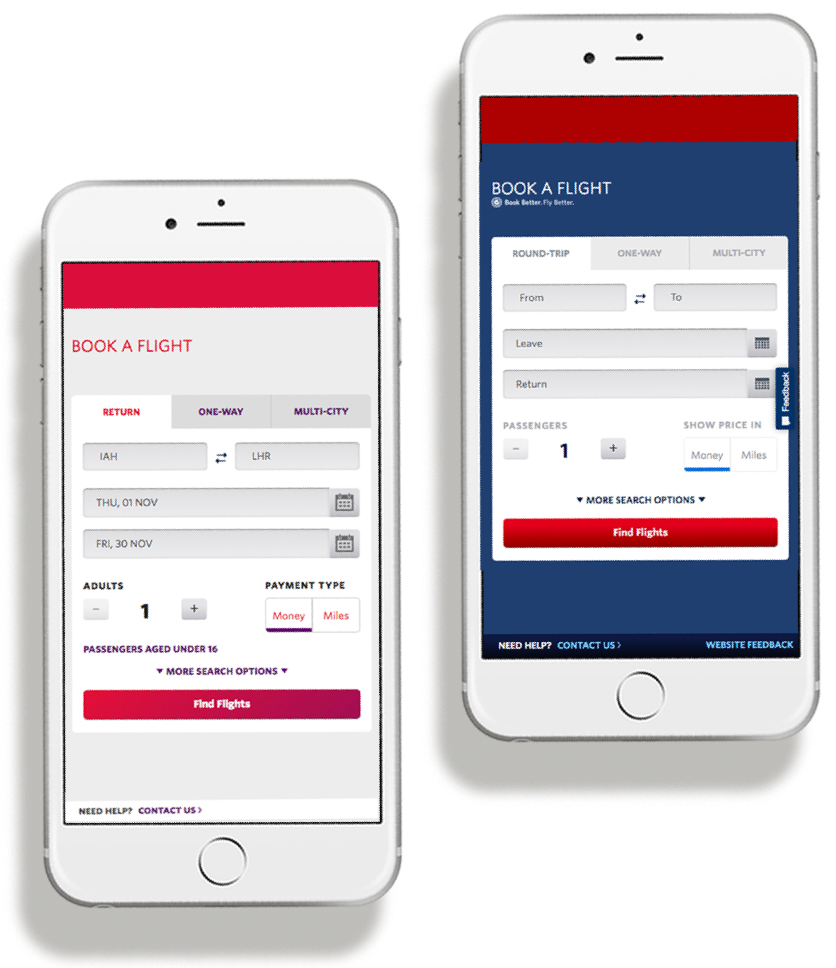 BOOK A FLIGHT
RETURN ONE-WAY MULTI-CITY
IAH LHR
THU, 01 NOV
FRI, 30 NOV
ADULTS PAYMENT TYPE
− 1 + Money Miles
PASSENGERS AGED UNDER 16
▼ MORE SEARCH OPTIONS ▼
Find Flights
NEED HELP? CONTACT US >
BOOK A FLIGHT
Book Better. Fly Better.
ROUND-TRIP ONE-WAY MULTI-CITY
From To
Leave
Return
Feedback
PASSENGERS SHOW PRICE IN
− 1 + Money Miles
▼ MORE SEARCH OPTIONS ▼
Find Flights
NEED HELP? CONTACT US > WEBSITE FEEDBACK